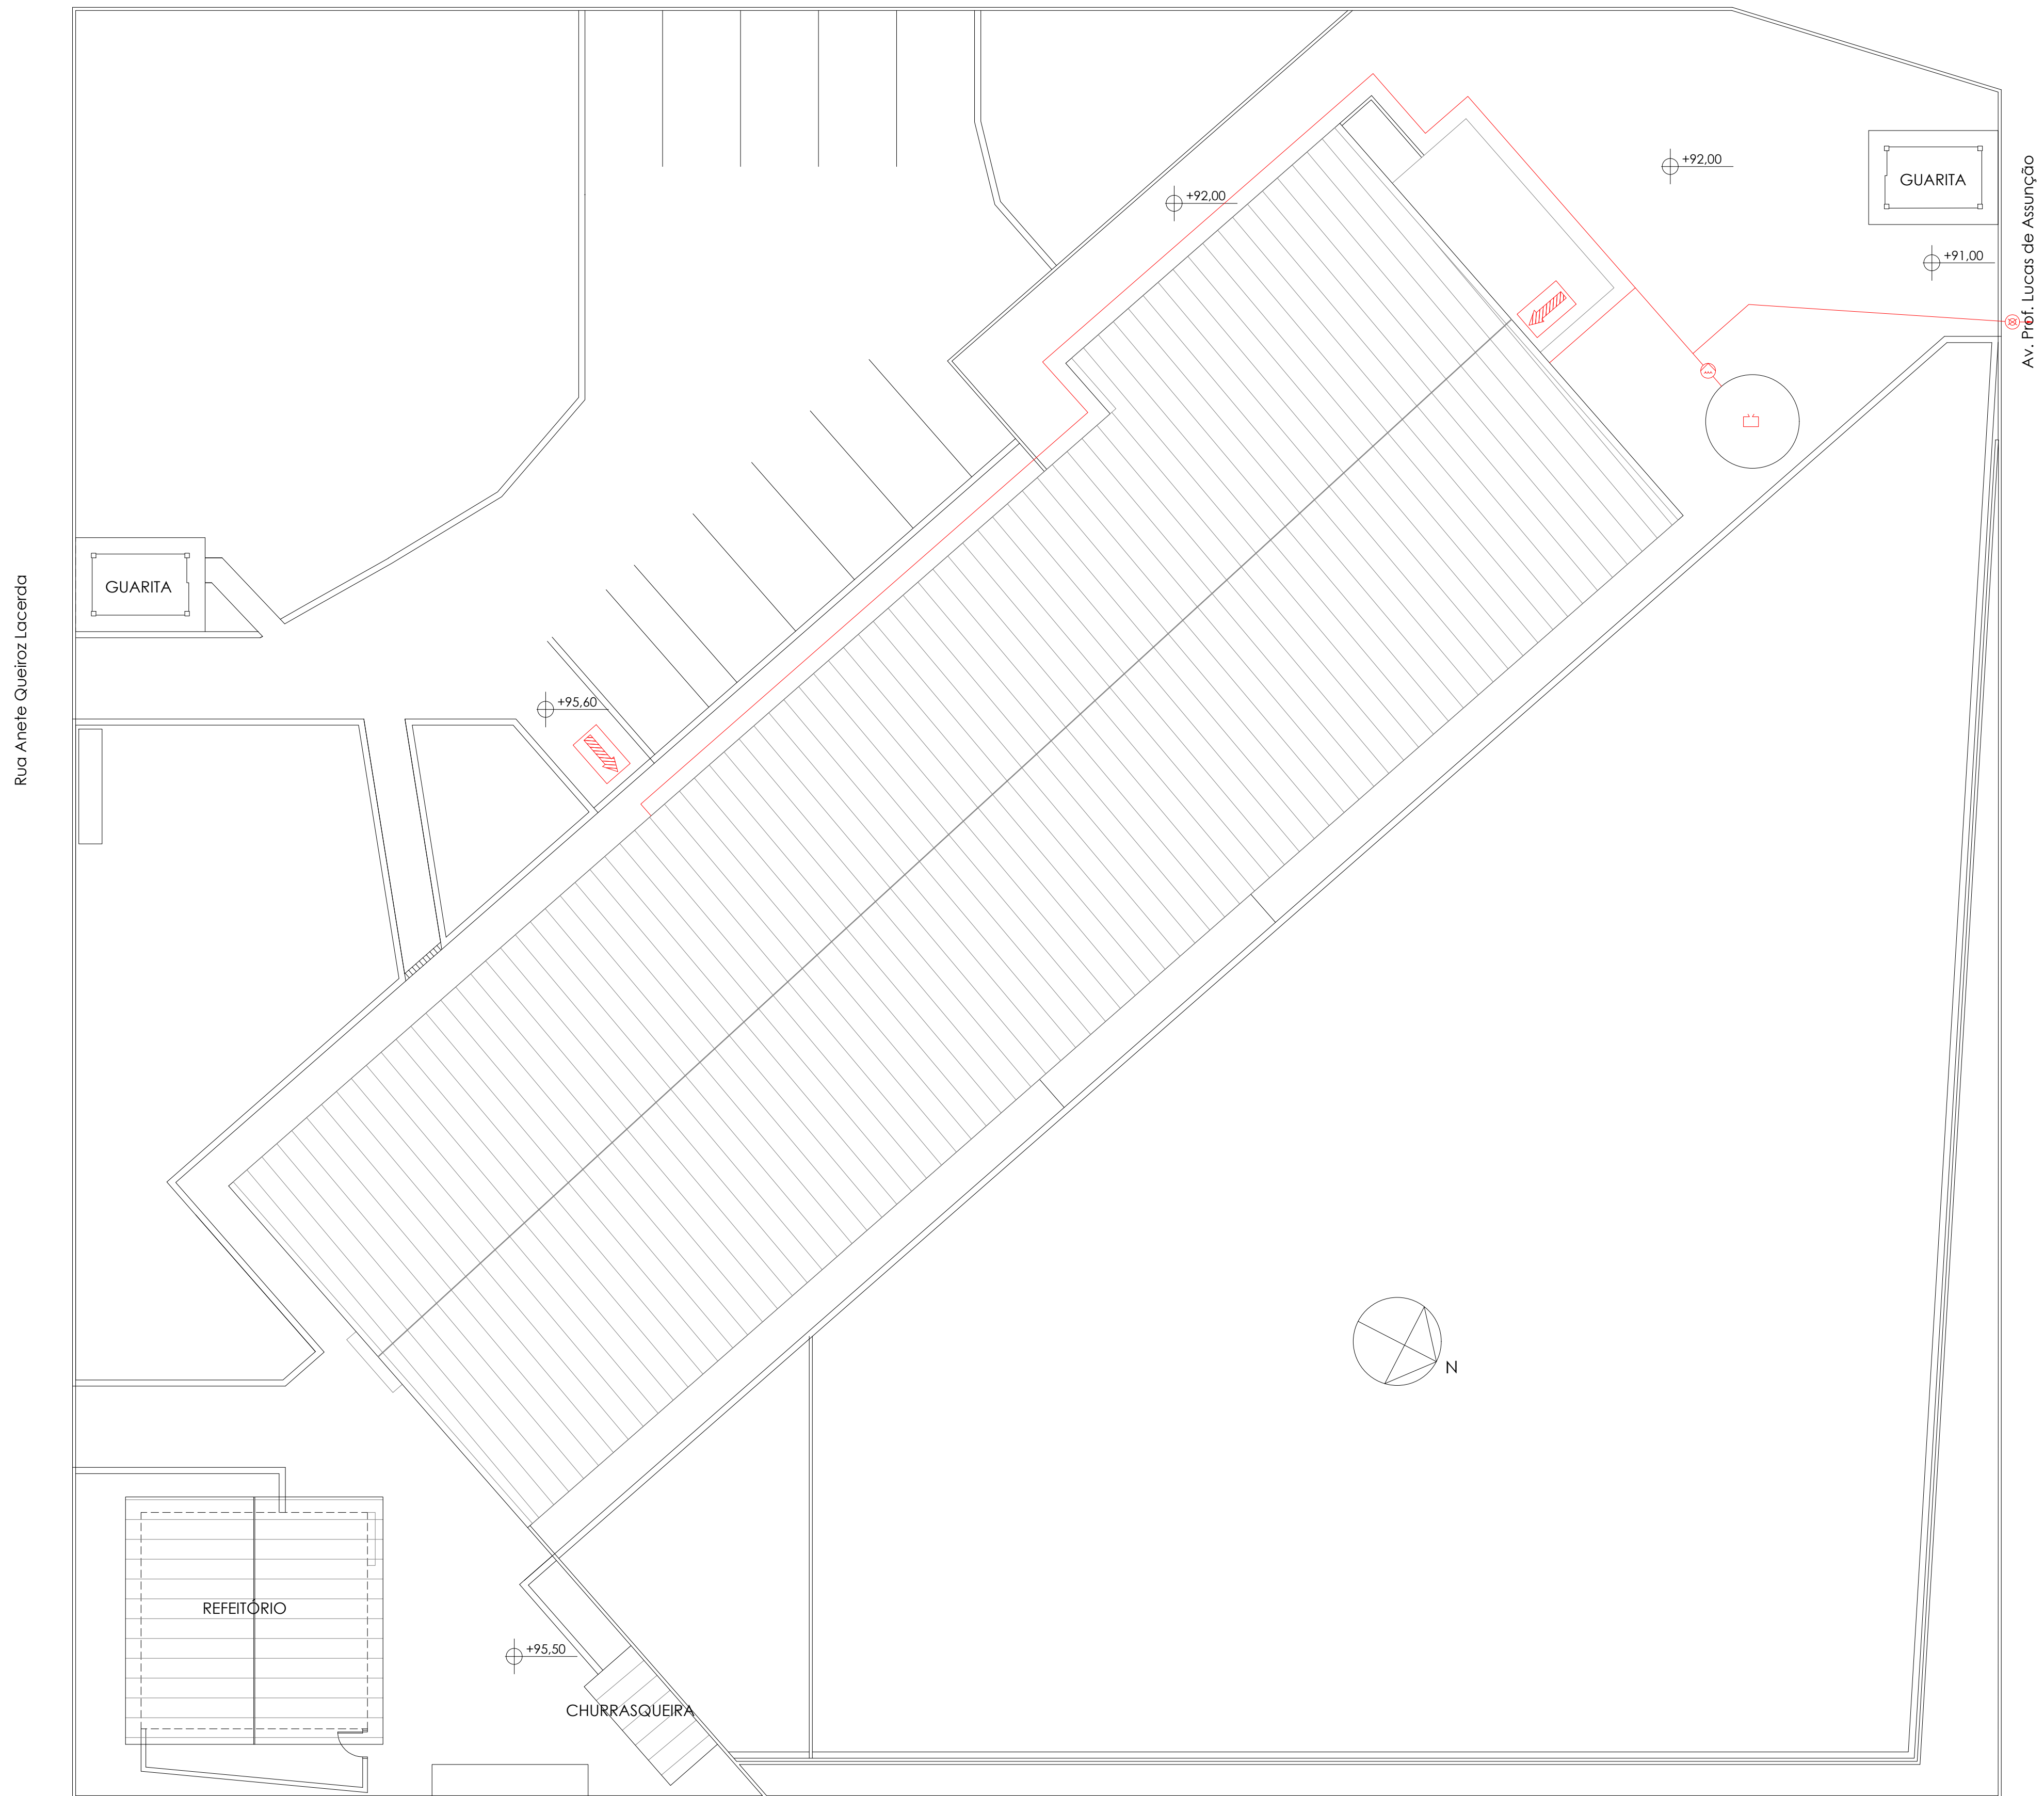 +92,00
GUARITA
Av. Prof. Lucas de Assunção
+92,00
+91,00
GUARITA
Rua Anete Queiroz Lacerda
+95,60
N
REFEITÓRIO
+95,50
CHURRASQUEIRA